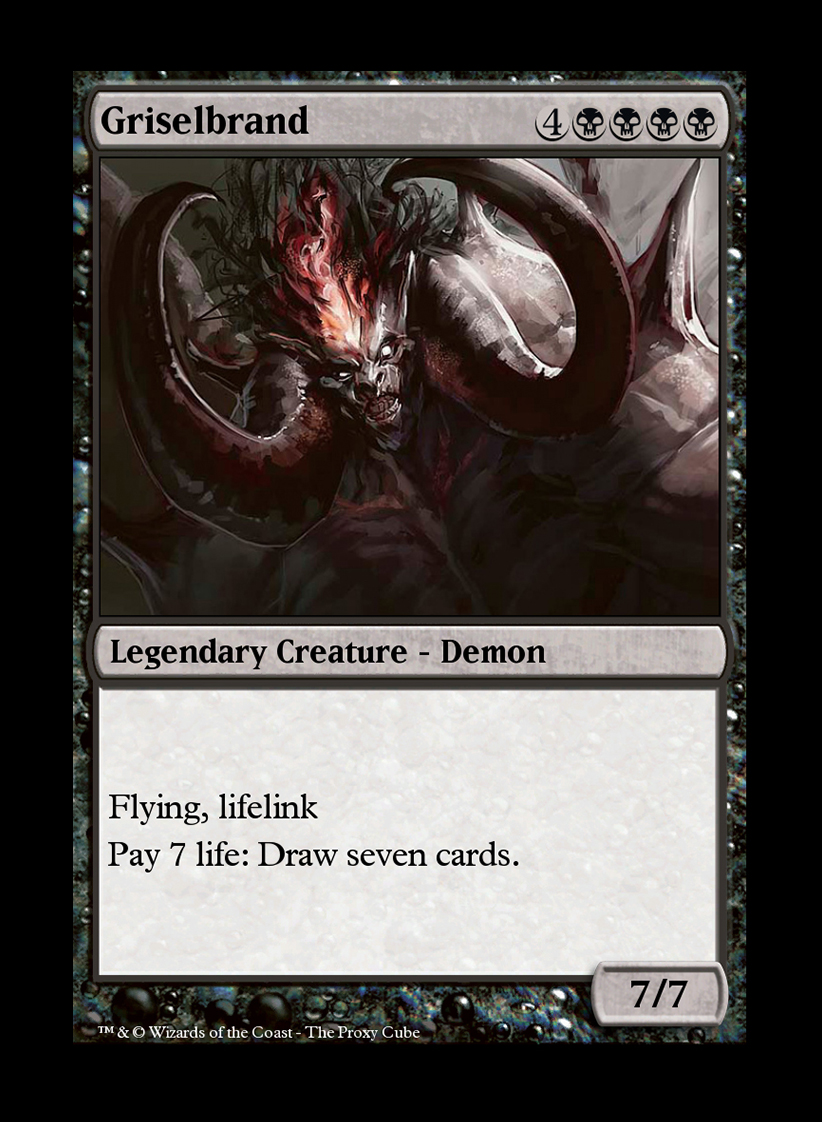 Griselbrand 4
Legendary Creature - Demon
Flying, lifelink
Pay 7 life: Draw seven cards.
7/7
™ & © Wizards of the Coast - The Proxy Cube